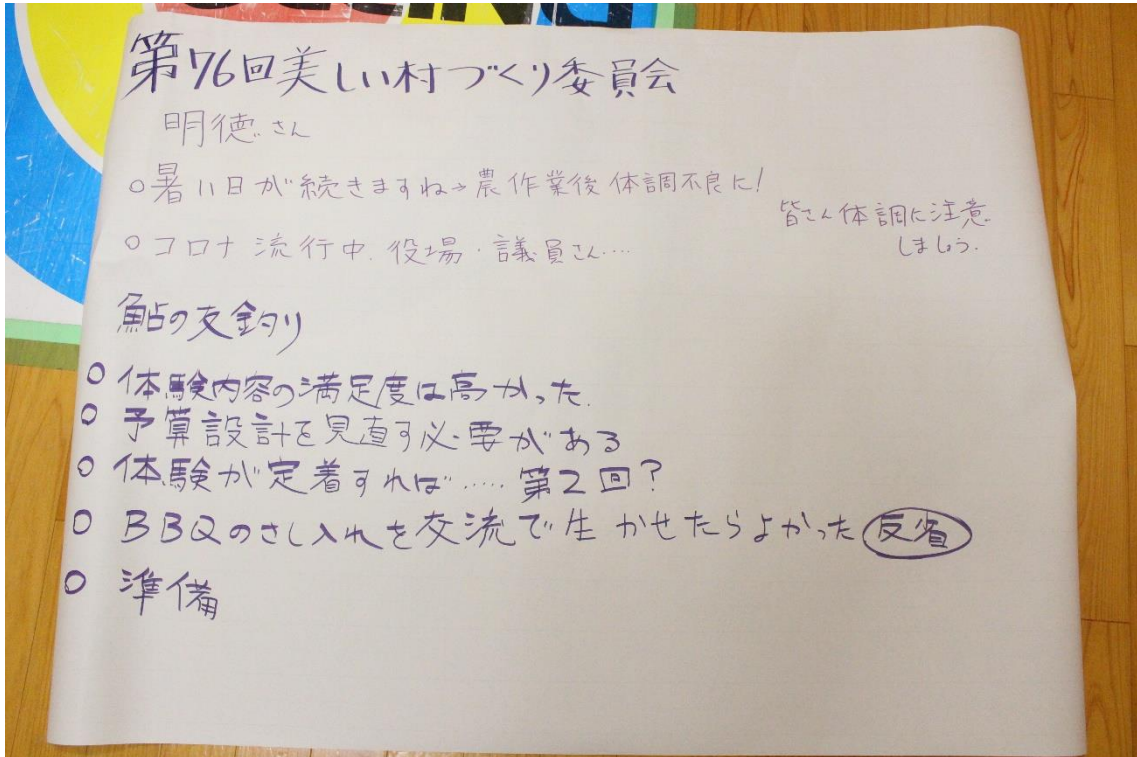 第76回美しい村づくり委員会
明徳さん
○暑い日が続きますね→農作業後体調不良に!
皆さん体調に注意
しましょう.
○コロナ流行中. 役場・議員さん....
鮎の友釣り
○体験内容の満足度は高かった.
○予算設計を見直す必要がある
○体験が定着すれば.....第2回?
○BBQのさし入れを交流で生かせたらよかった 反省
○準備